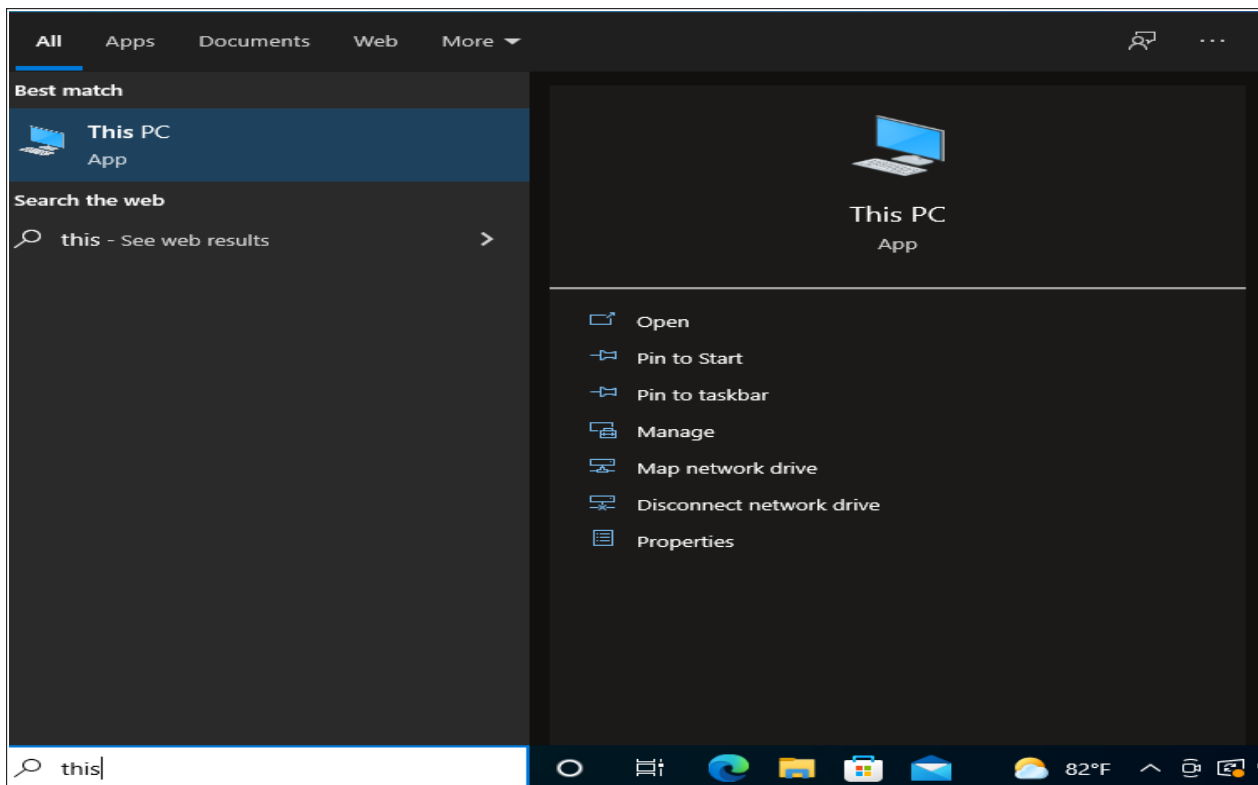 All Apps Documents Web More
Best match
This PC
App
Search the web
this - See web results
This PC
App
Open
Pin to Start
Pin to taskbar
Manage
Map network drive
Disconnect network drive
Properties
this
82°F